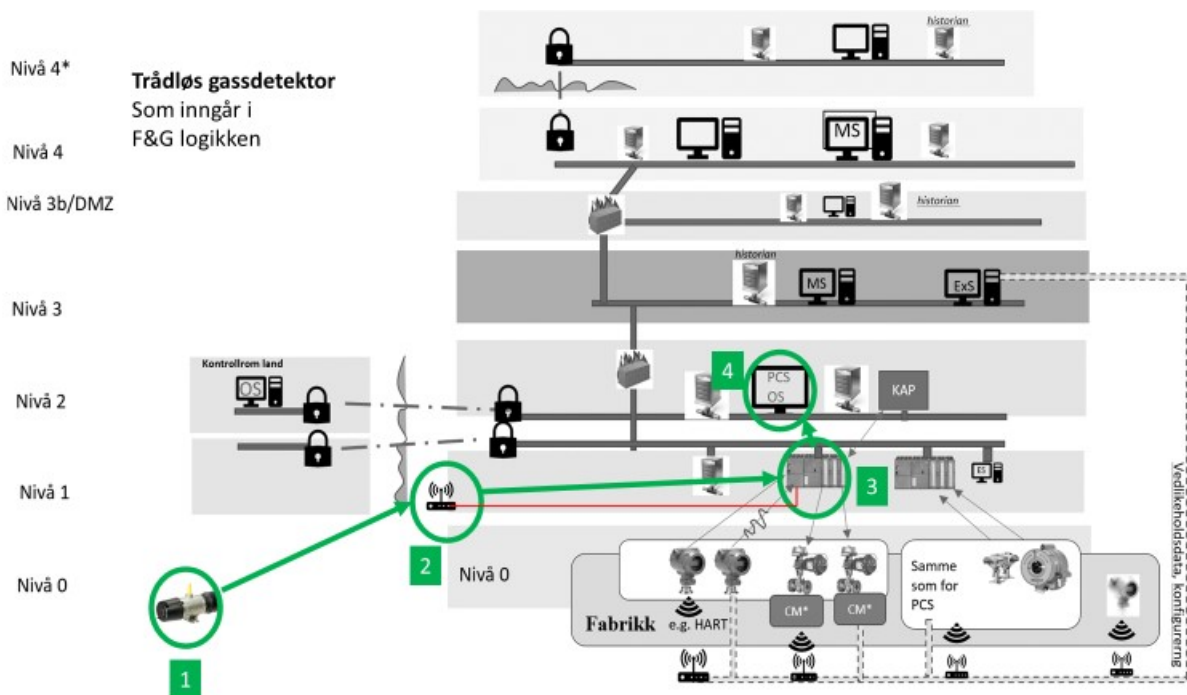 Nivå 4*
Trådløs gassdetektor
Som inngår i
F&G logikken
historian
historian
Nivå 4
MS
Nivå 3b/DMZ
historian
historian
Nivå 3
MS
ExS
Kontrollrom land
OS
Nivå 2
4
PCS
OS
KAP
Nivå 1
3
ES
2
Nivå 0
Nivå 0
1
Samme
som for
PCS
CM*
CM*
Fabrikk
e.g. HART
Vedlikeholdsdata, konfigurerng